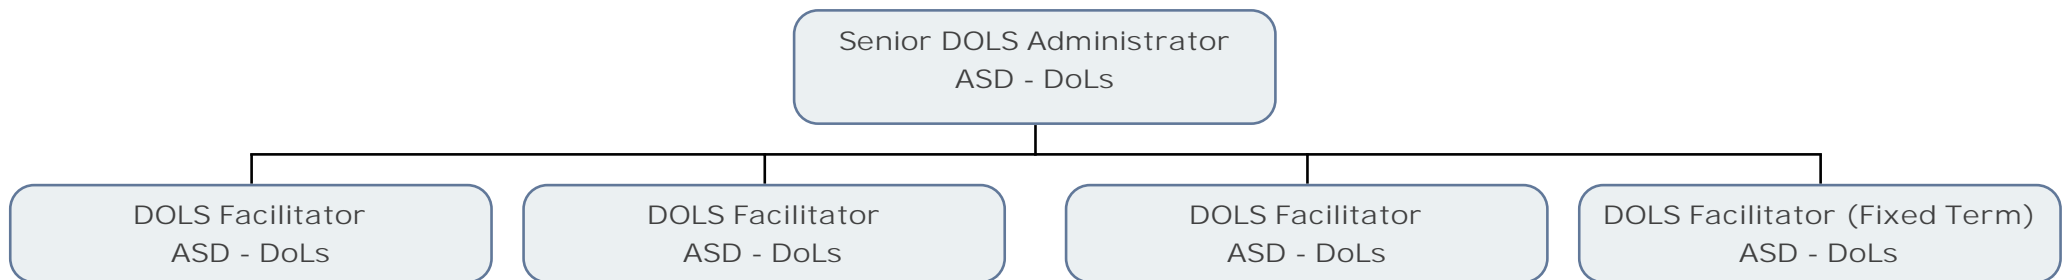 Senior DOLS Administrator
ASD - DoLs
DOLS Facilitator
ASD - DoLs
DOLS Facilitator
ASD - DoLs
DOLS Facilitator
ASD - DoLs
DOLS Facilitator (Fixed Term)
ASD - DoLs